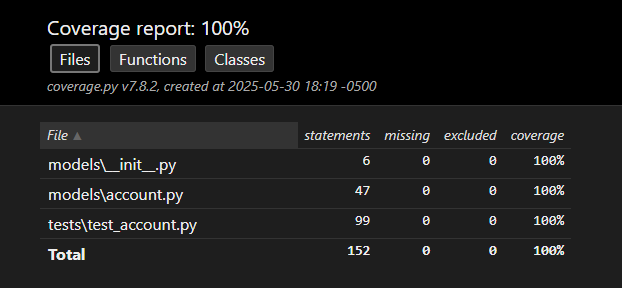 Coverage report: 100%
Files Functions Classes
coverage.py v7.8.2, created at 2025-05-30 18:19 -0500
File ▲ statements missing excluded coverage
models\__init__.py 6 0 0 100%
models\account.py 47 0 0 100%
tests\test_account.py 99 0 0 100%
Total 152 0 0 100%